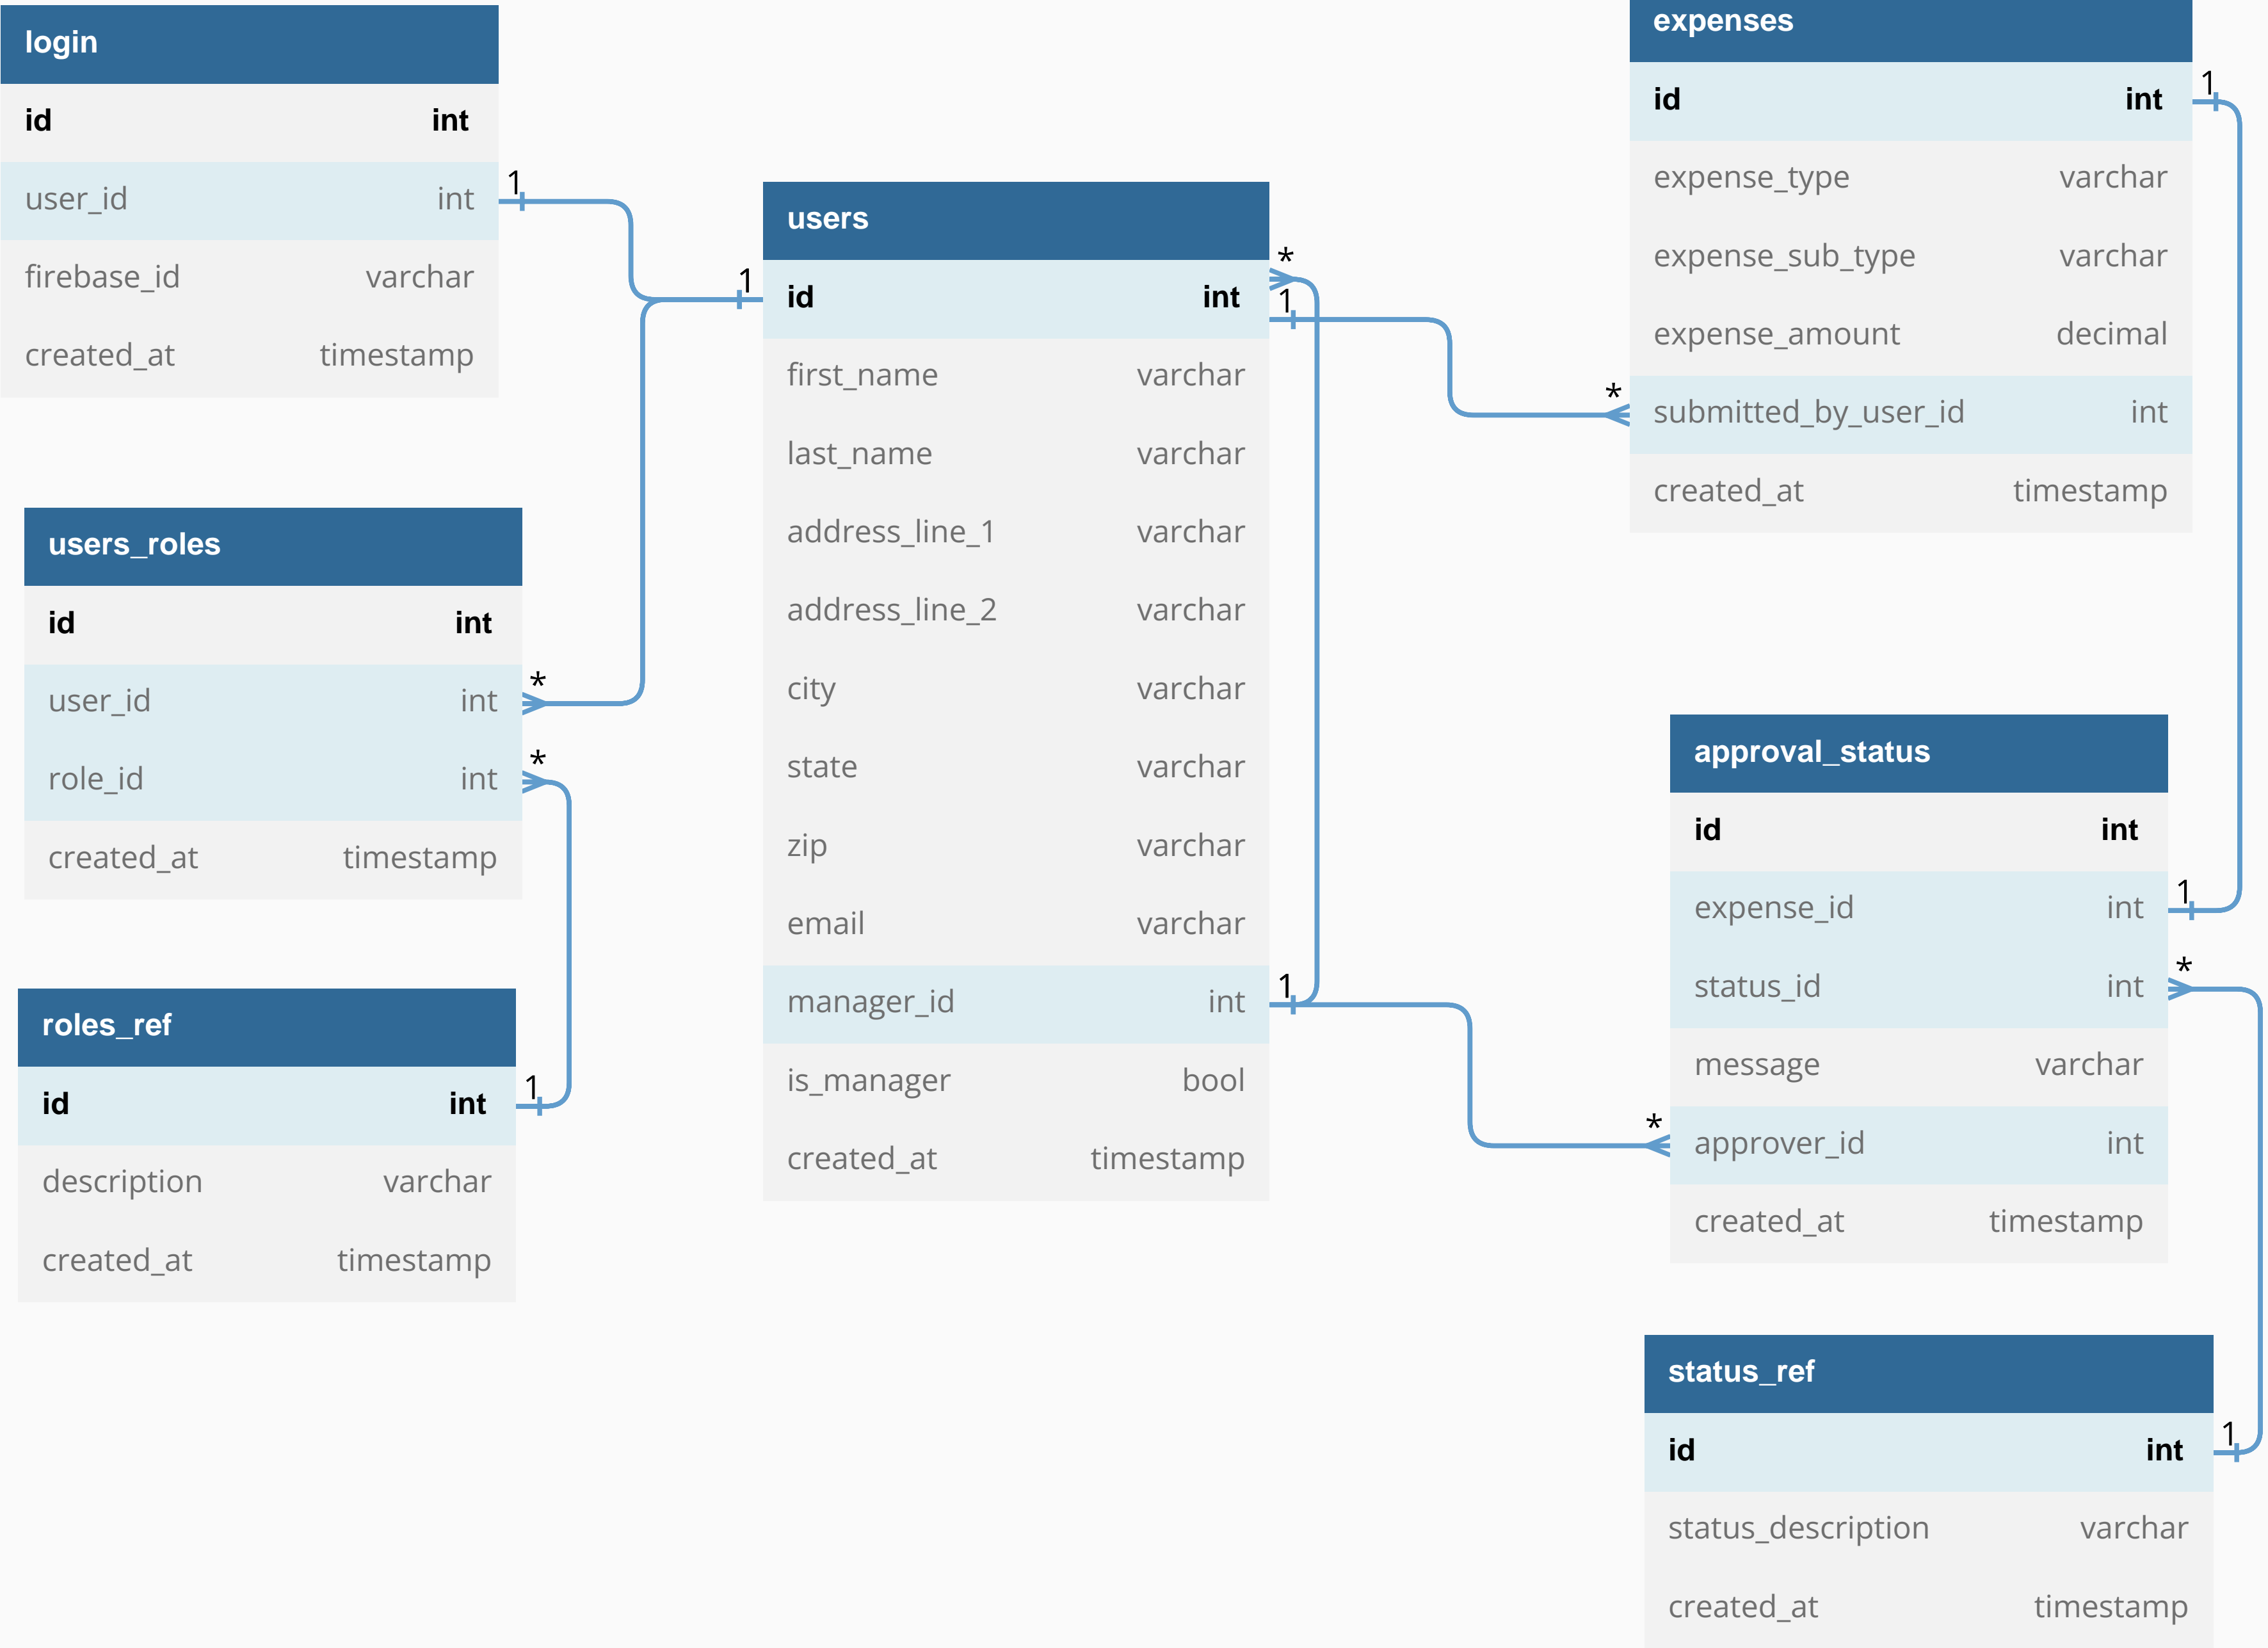 login
id int
user_id int
firebase_id varchar
created_at timestamp
1
users_roles
id int
user_id int
role_id int
created_at timestamp
*
*
roles_ref
id int
description varchar
created_at timestamp
1
users
id int
first_name varchar
last_name varchar
address_line_1 varchar
address_line_2 varchar
city varchar
state varchar
zip varchar
email varchar
manager_id int
is_manager bool
created_at timestamp
1
*
1
1
expenses
id int
expense_type varchar
expense_sub_type varchar
expense_amount decimal
submitted_by_user_id int
created_at timestamp
1
*
approval_status
id int
expense_id int
status_id int
message varchar
approver_id int
created_at timestamp
1
*
*
status_ref
id int
status_description varchar
created_at timestamp
1